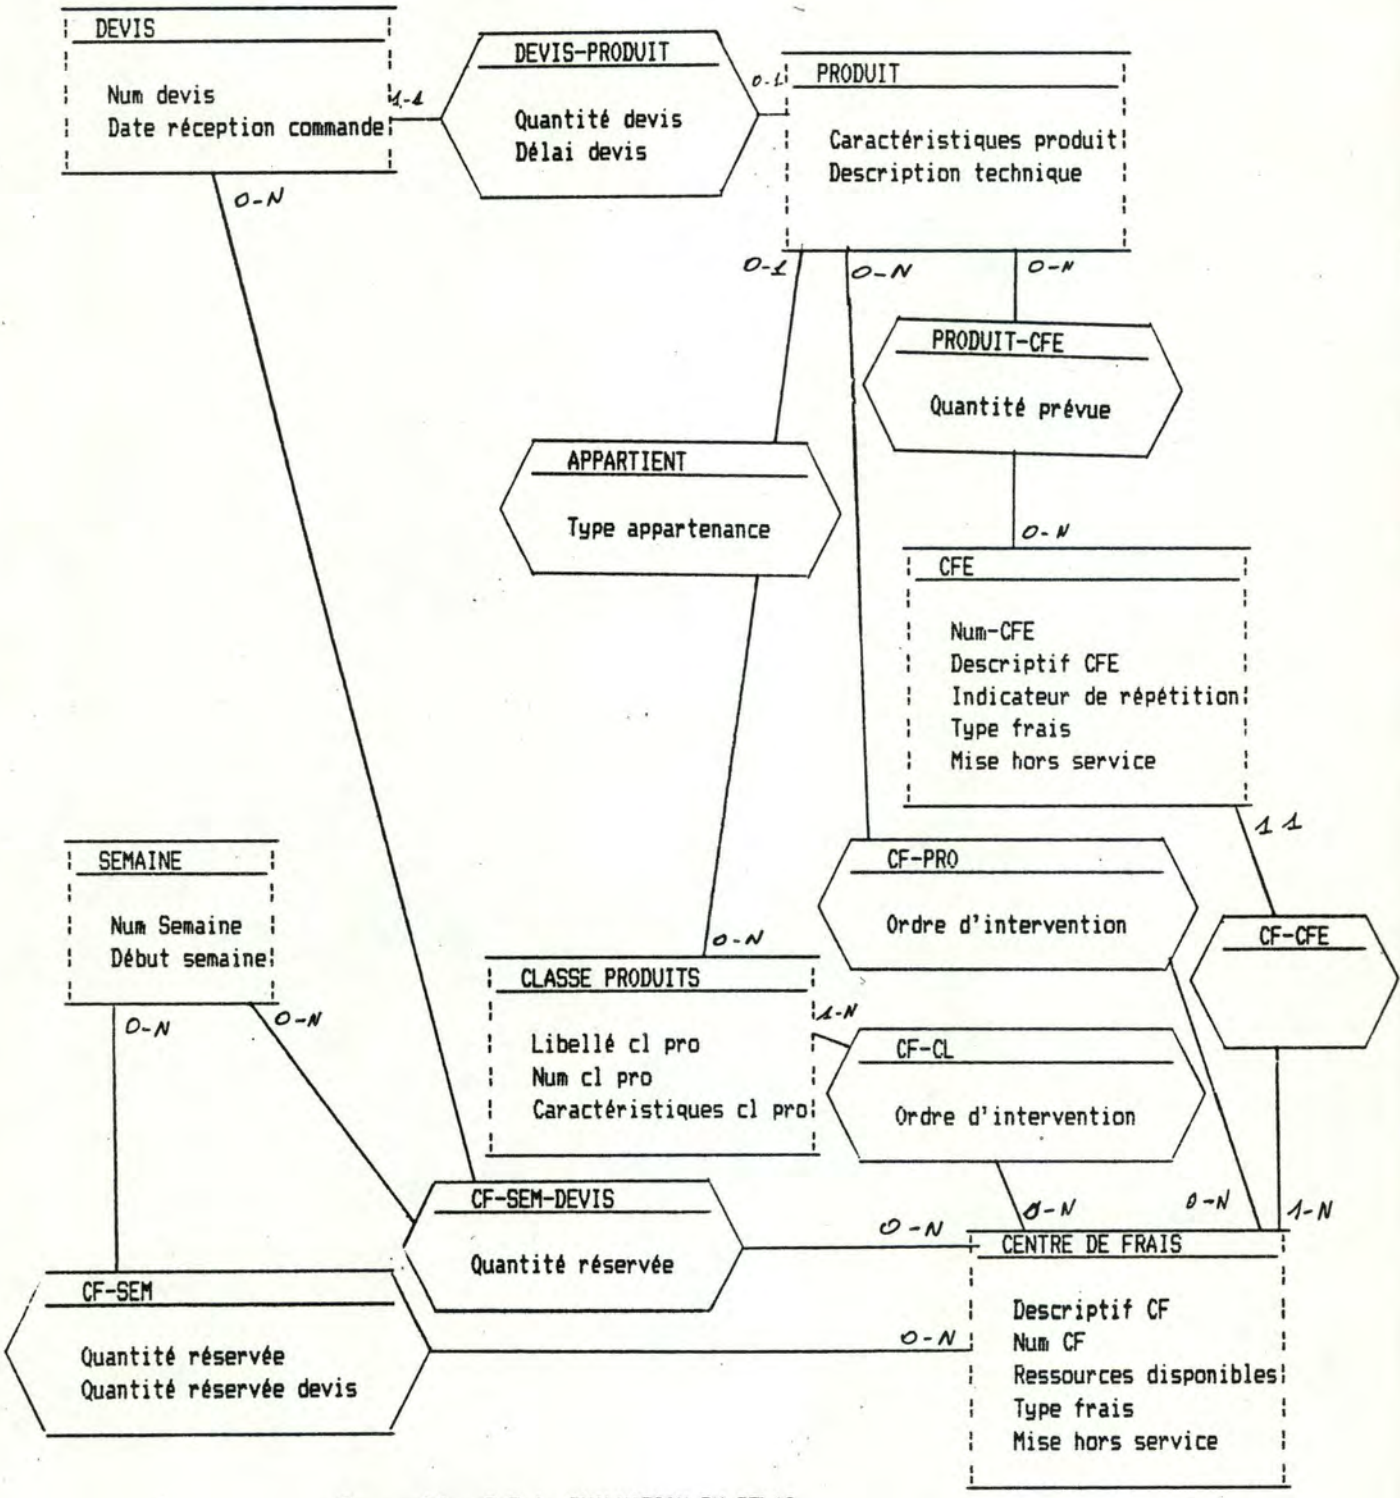 DEVIS
Num devis
Date réception commande
1-1
DEVIS-PRODUIT
Quantité devis
Délai devis
0-1
PRODUIT
Caractéristiques produit
Description technique
0-N
0-1
0-N
0-N
PRODUIT-CFE
Quantité prévue
APPARTIENT
Type appartenance
0-N
CFE
Num-CFE
Descriptif CFE
Indicateur de répétition
Type frais
Mise hors service
1 1
SEMAINE
Num Semaine
Début semaine
0-N
0-N
CF-PRO
Ordre d'intervention
CF-CFE
0-N
CLASSE PRODUITS
Libellé cl pro
Num cl pro
Caractéristiques cl pro
1-N
CF-CL
Ordre d'intervention
CF-SEM-DEVIS
Quantité réservée
0-N
0-N
0-N
1-N
CENTRE DE FRAIS
Descriptif CF
Num CF
Ressources disponibles
Type frais
Mise hors service
CF-SEM
Quantité réservée
Quantité réservée devis
0-N